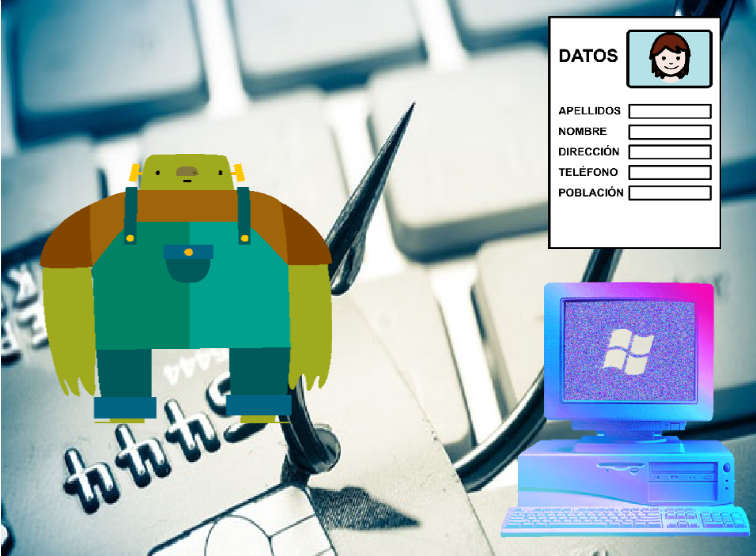 DATOS
APELLIDOS
NOMBRE
DIRECCIÓN
TELÉFONO
POBLACIÓN